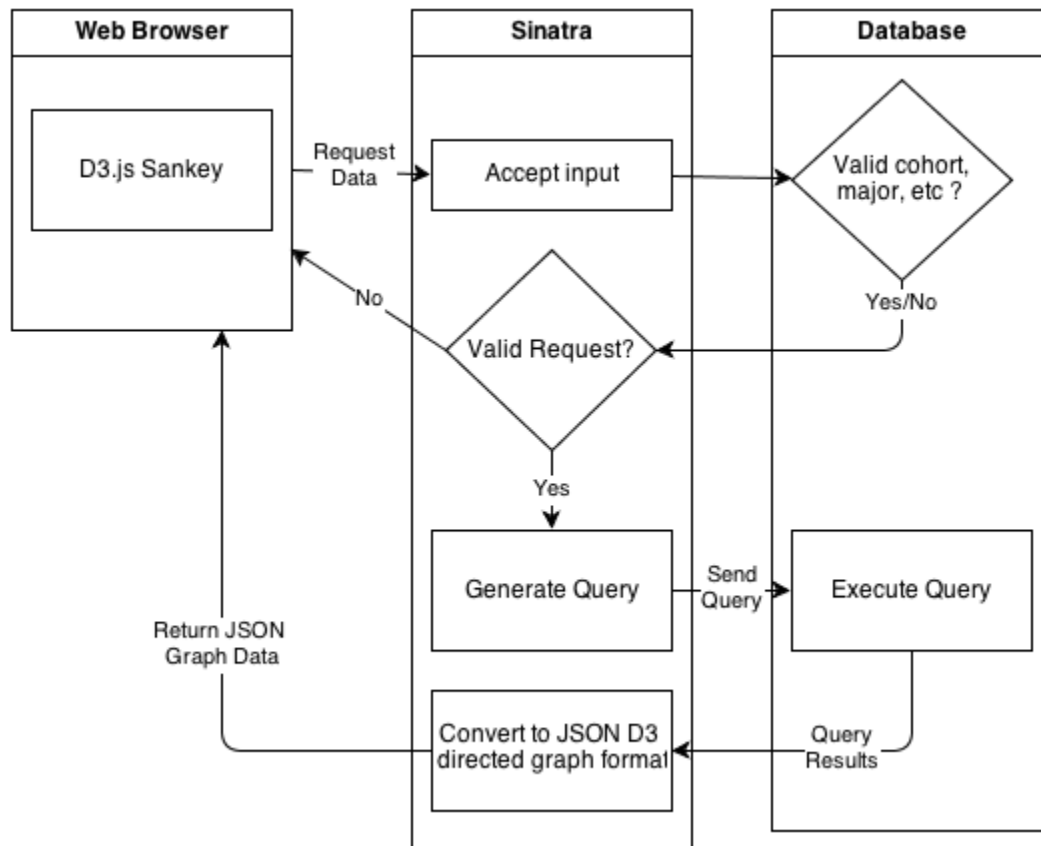 Web Browser
Sinatra
Database
D3.js Sankey
Request
Data
Accept input
Valid cohort,
major, etc ?
No
Yes/No
Valid Request?
Yes
Generate Query
Send
Query
Execute Query
Return JSON
Graph Data
Convert to JSON D3
directed graph format
Query
Results